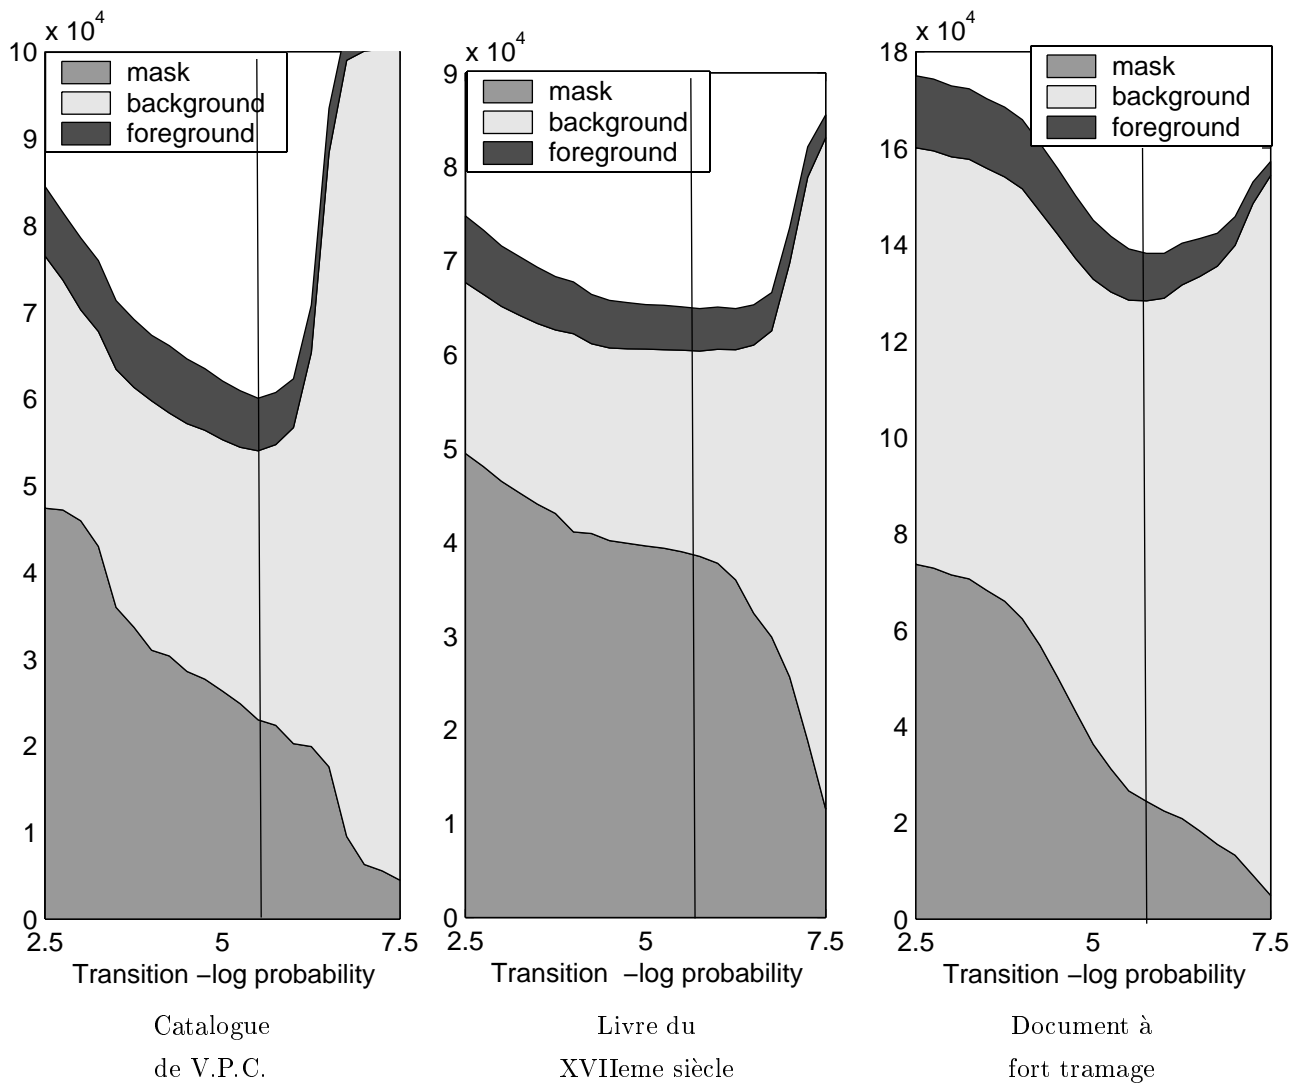 x 10^4
10
9
8
7
6
5
4
3
2
1
0
mask
background
foreground
2.5 5 7.5
Transition −log probability
Catalogue
de V.P.C.
x 10^4
9
8
7
6
5
4
3
2
1
0
mask
background
foreground
2.5 5 7.5
Transition −log probability
Livre du
XVIIeme siècle
x 10^4
18
16
14
12
10
8
6
4
2
0
mask
background
foreground
2.5 5 7.5
Transition −log probability
Document à
fort tramage